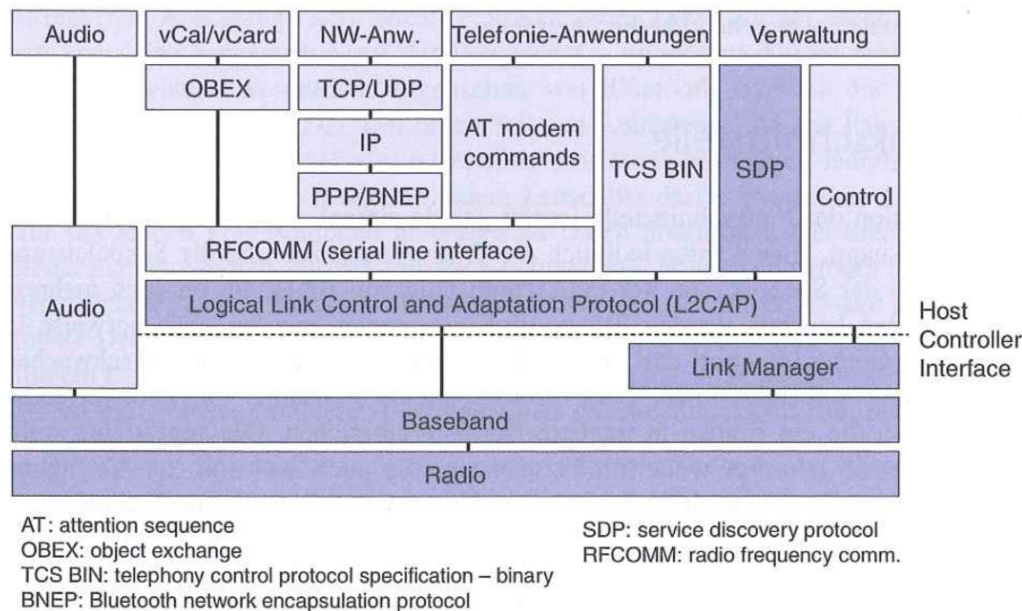 Audio
vCal/vCard
NW-Anw.
Telefonie-Anwendungen
Verwaltung
OBEX
TCP/UDP
IP
PPP/BNEP
AT modem
commands
TCS BIN
SDP
Control
RFCOMM (serial line interface)
Audio
Logical Link Control and Adaptation Protocol (L2CAP)
Host
Controller
Interface
Link Manager
Baseband
Radio
AT: attention sequence
OBEX: object exchange
TCS BIN: telephony control protocol specification – binary
BNEP: Bluetooth network encapsulation protocol
SDP: service discovery protocol
RFCOMM: radio frequency comm.